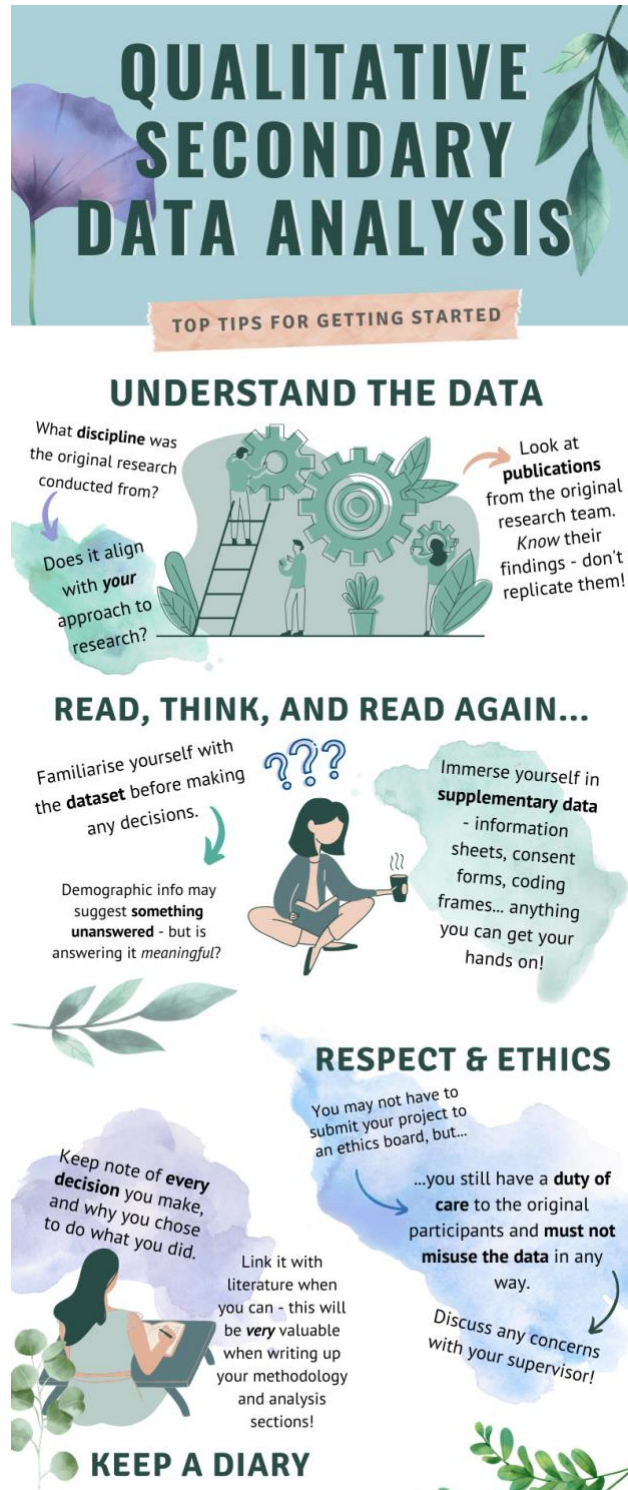 QUALITATIVE
SECONDARY
DATA ANALYSIS
TOP TIPS FOR GETTING STARTED
UNDERSTAND THE DATA
What discipline was
the original research
conducted from?
Does it align
with your
approach to
research?
Look at
publications
from the original
research team.
Know their
findings - don't
replicate them!
READ, THINK, AND READ AGAIN...
Familiarise yourself with
the dataset before making
any decisions.
Demographic info may
suggest something
unanswered - but is
answering it meaningful?
???
Immerse yourself in
supplementary data
- information
sheets, consent
forms, coding
frames... anything
you can get your
hands on!
RESPECT & ETHICS
You may not have to
submit your project to
an ethics board, but...
...you still have a duty of
care to the original
participants and must not
misuse the data in any
way.
Discuss any concerns
with your supervisor!
Keep note of every
decision you make,
and why you chose
to do what you did.
Link it with
literature when
you can - this will
be very valuable
when writing up
your methodology
and analysis
sections!
KEEP A DIARY